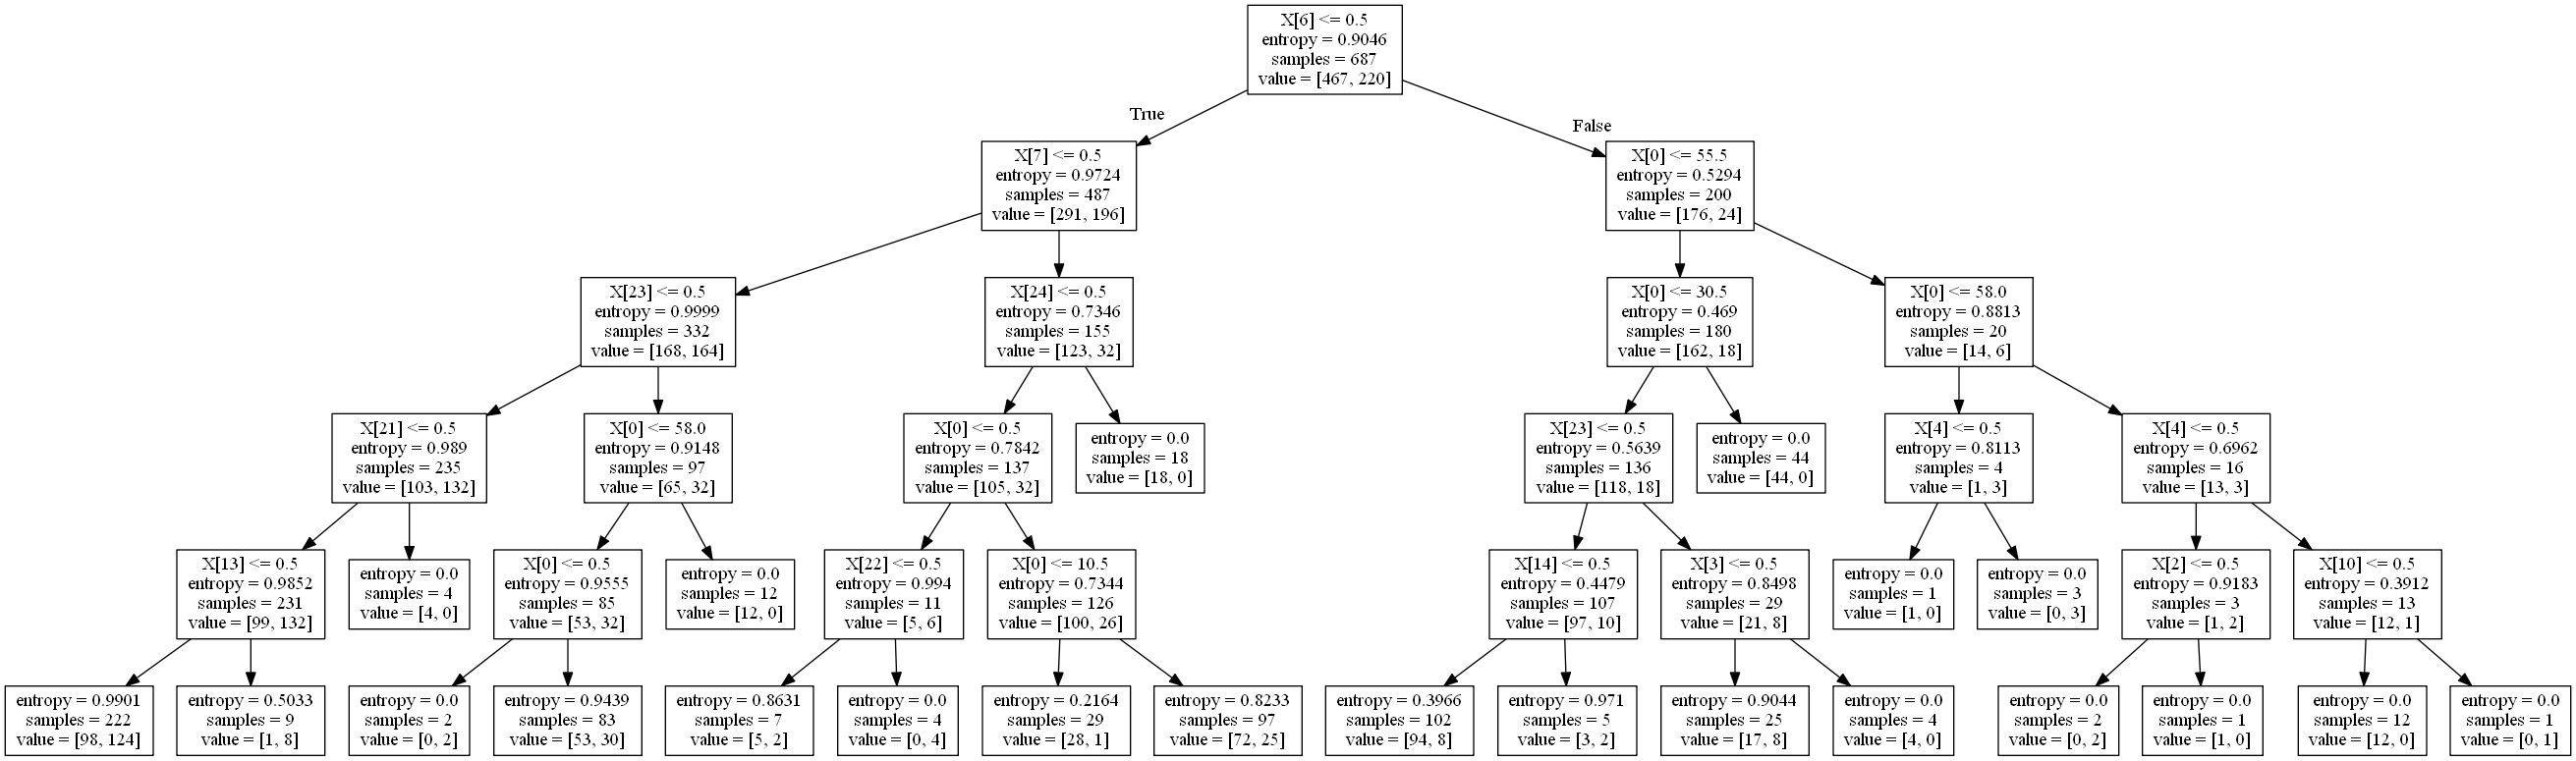 X[6] <= 0.5
entropy = 0.9046
samples = 687
value = [467, 220]
True
False
X[7] <= 0.5
entropy = 0.9724
samples = 487
value = [291, 196]
X[0] <= 55.5
entropy = 0.5294
samples = 200
value = [176, 24]
X[23] <= 0.5
entropy = 0.9999
samples = 332
value = [168, 164]
X[24] <= 0.5
entropy = 0.7346
samples = 155
value = [123, 32]
X[0] <= 30.5
entropy = 0.469
samples = 180
value = [162, 18]
X[0] <= 58.0
entropy = 0.8813
samples = 20
value = [14, 6]
X[21] <= 0.5
entropy = 0.989
samples = 235
value = [103, 132]
X[0] <= 58.0
entropy = 0.9148
samples = 97
value = [65, 32]
X[0] <= 0.5
entropy = 0.7842
samples = 137
value = [105, 32]
entropy = 0.0
samples = 18
value = [18, 0]
X[23] <= 0.5
entropy = 0.5639
samples = 136
value = [118, 18]
entropy = 0.0
samples = 44
value = [44, 0]
X[4] <= 0.5
entropy = 0.8113
samples = 4
value = [1, 3]
X[4] <= 0.5
entropy = 0.6962
samples = 16
value = [13, 3]
X[13] <= 0.5
entropy = 0.9852
samples = 231
value = [99, 132]
entropy = 0.0
samples = 4
value = [4, 0]
X[0] <= 0.5
entropy = 0.9555
samples = 85
value = [53, 32]
entropy = 0.0
samples = 12
value = [12, 0]
X[22] <= 0.5
entropy = 0.994
samples = 11
value = [5, 6]
X[0] <= 10.5
entropy = 0.7344
samples = 126
value = [100, 26]
X[14] <= 0.5
entropy = 0.4479
samples = 107
value = [97, 10]
X[3] <= 0.5
entropy = 0.8498
samples = 29
value = [21, 8]
entropy = 0.0
samples = 1
value = [1, 0]
entropy = 0.0
samples = 3
value = [0, 3]
X[2] <= 0.5
entropy = 0.9183
samples = 3
value = [1, 2]
X[10] <= 0.5
entropy = 0.3912
samples = 13
value = [12, 1]
entropy = 0.9901
samples = 222
value = [98, 124]
entropy = 0.5033
samples = 9
value = [1, 8]
entropy = 0.0
samples = 2
value = [0, 2]
entropy = 0.9439
samples = 83
value = [53, 30]
entropy = 0.8631
samples = 7
value = [5, 2]
entropy = 0.0
samples = 4
value = [0, 4]
entropy = 0.2164
samples = 29
value = [28, 1]
entropy = 0.8233
samples = 97
value = [72, 25]
entropy = 0.3966
samples = 102
value = [94, 8]
entropy = 0.971
samples = 5
value = [3, 2]
entropy = 0.9044
samples = 25
value = [17, 8]
entropy = 0.0
samples = 4
value = [4, 0]
entropy = 0.0
samples = 2
value = [0, 2]
entropy = 0.0
samples = 1
value = [1, 0]
entropy = 0.0
samples = 12
value = [12, 0]
entropy = 0.0
samples = 1
value = [0, 1]